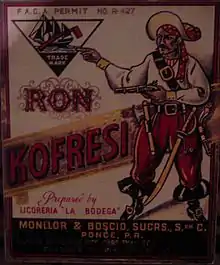 F.A.C.A PERMIT NO. R-427
TRADE
MARK
RON
KOFRESI
Prepared by
LICORERIA "LA BODEGA"
MONLLOR & BOSCIO, SUCRS, S. EN C.
PONCE, P.R.